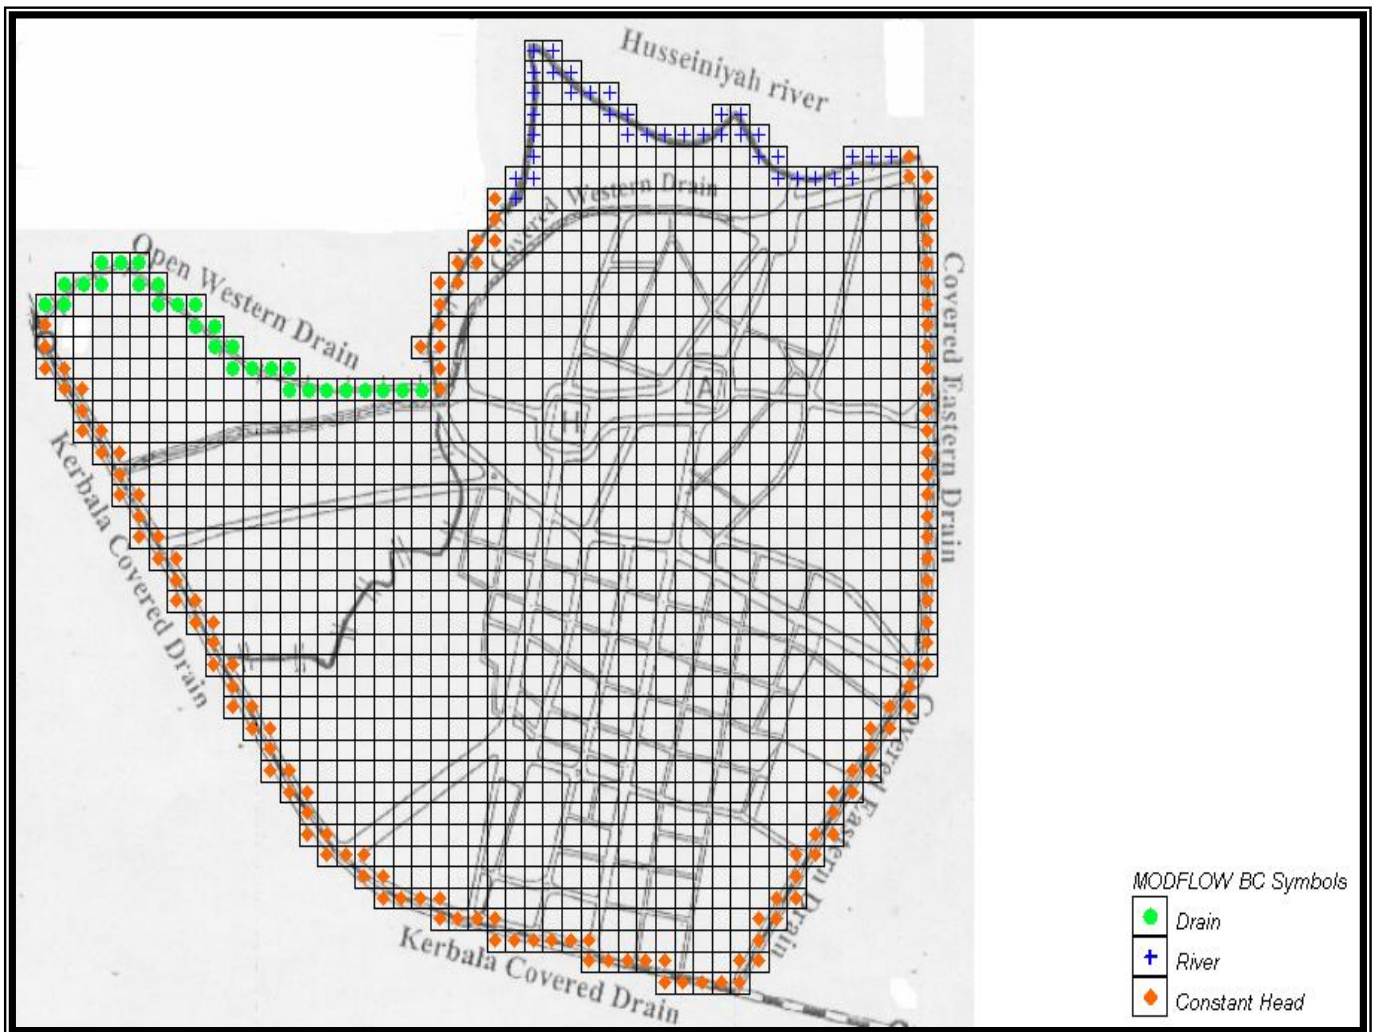 Husseiniyah river
Covered Western Drain
Open Western Drain
Covered Eastern Drain
A
H
Kerbala Covered Drain
Covered Eastern Drain
Kerbala Covered Drain
MODFLOW BC Symbols
Drain
River
Constant Head